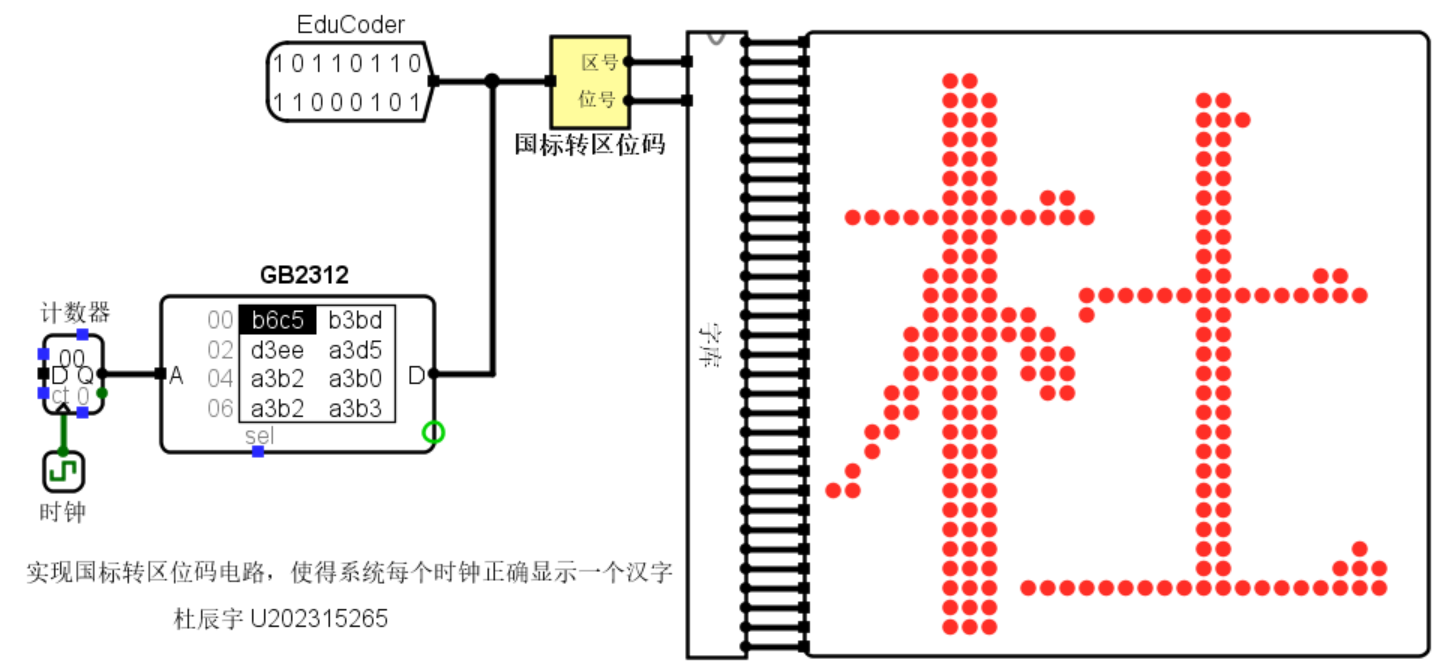 EduCoder
10110110
11000101
区号
位号
国标转区位码
GB2312
00 b6c5 b3bd
02 d3ee a3d5
04 a3b2 a3b0
06 a3b2 a3b3
A
D
sel
计数器
00
D Q
ct 0
时钟
字库
杜
实现国标转区位码电路，使得系统每个时钟正确显示一个汉字
杜辰宇 U202315265